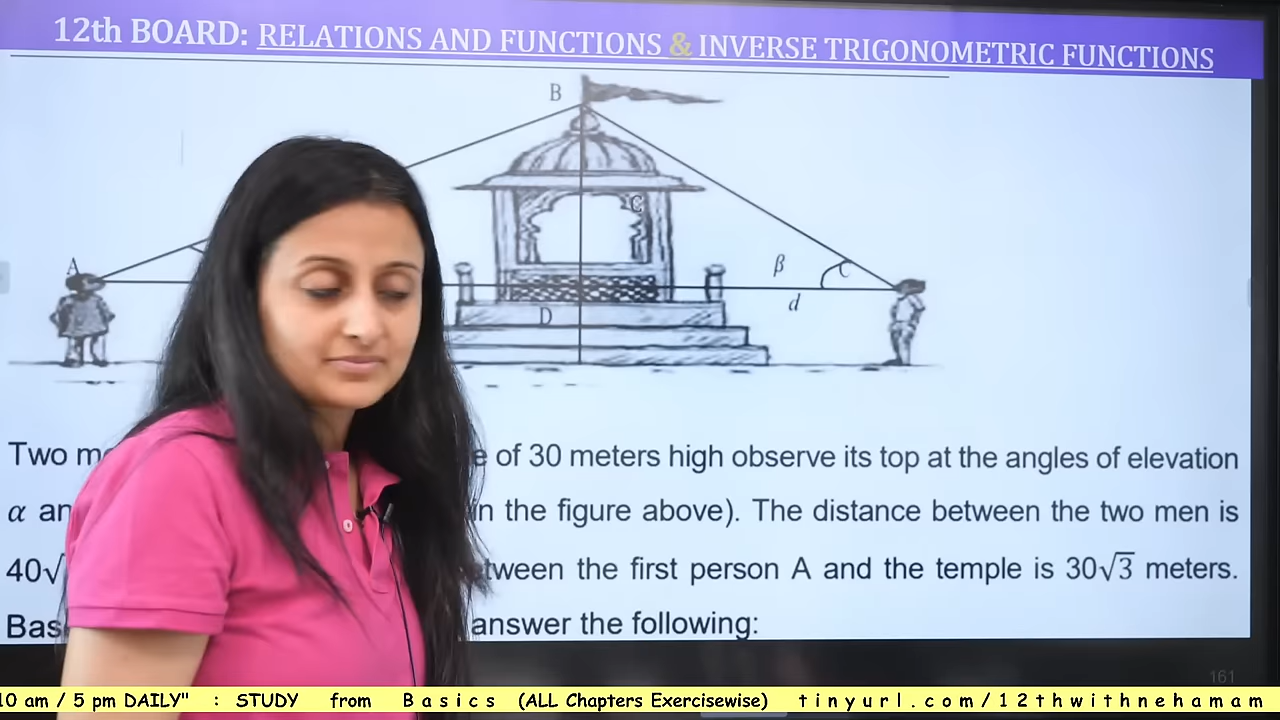 12th BOARD: RELATIONS AND FUNCTIONS & INVERSE TRIGONOMETRIC FUNCTIONS
B
C
A
β
d
D
Two e of 30 meters high observe its top at the angles of elevation
α in the figure above). The distance between the two men is
40√ tween the first person A and the temple is 30√3 meters.
Bas answer the following:
161
10 am / 5 pm DAILY" : STUDY from Basics (ALL Chapters Exercisewise) tinyurl.com/12thwithnehamam